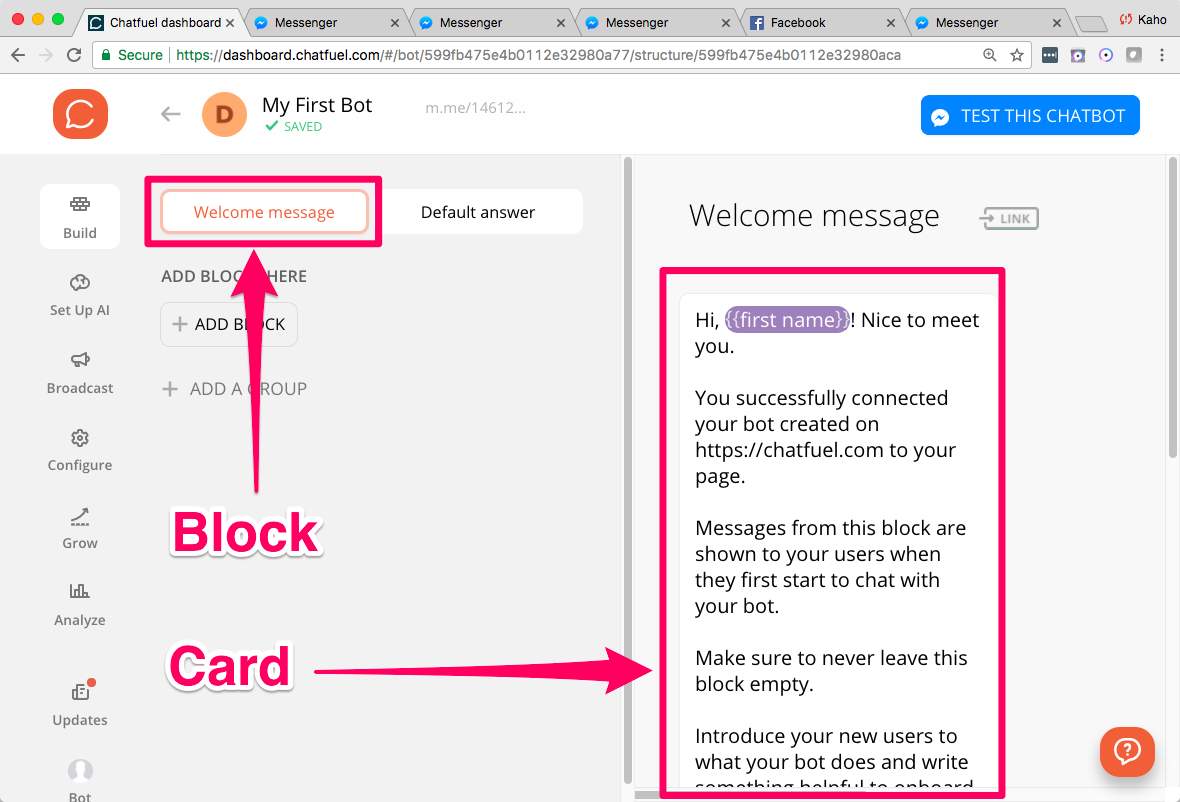 Chatfuel dashboard
Messenger
Messenger
Messenger
Facebook
Messenger
Kaho
Secure
https://dashboard.chatfuel.com/#/bot/599fb475e4b0112e32980a77/structure/599fb475e4b0112e32980aca
D
My First Bot
SAVED
m.me/14612...
TEST THIS CHATBOT
Build
Set Up AI
Broadcast
Configure
Grow
Analyze
Updates
Bot
Welcome message
Default answer
ADD BLOC HERE
ADD BLOCK
ADD A GROUP
Block
Card
Welcome message
LINK
Hi, {{first name}}! Nice to meet
you.
You successfully connected
your bot created on
https://chatfuel.com to your
page.
Messages from this block are
shown to your users when
they first start to chat with
your bot.
Make sure to never leave this
block empty.
Introduce your new users to
what your bot does and write
something helpful to onboard